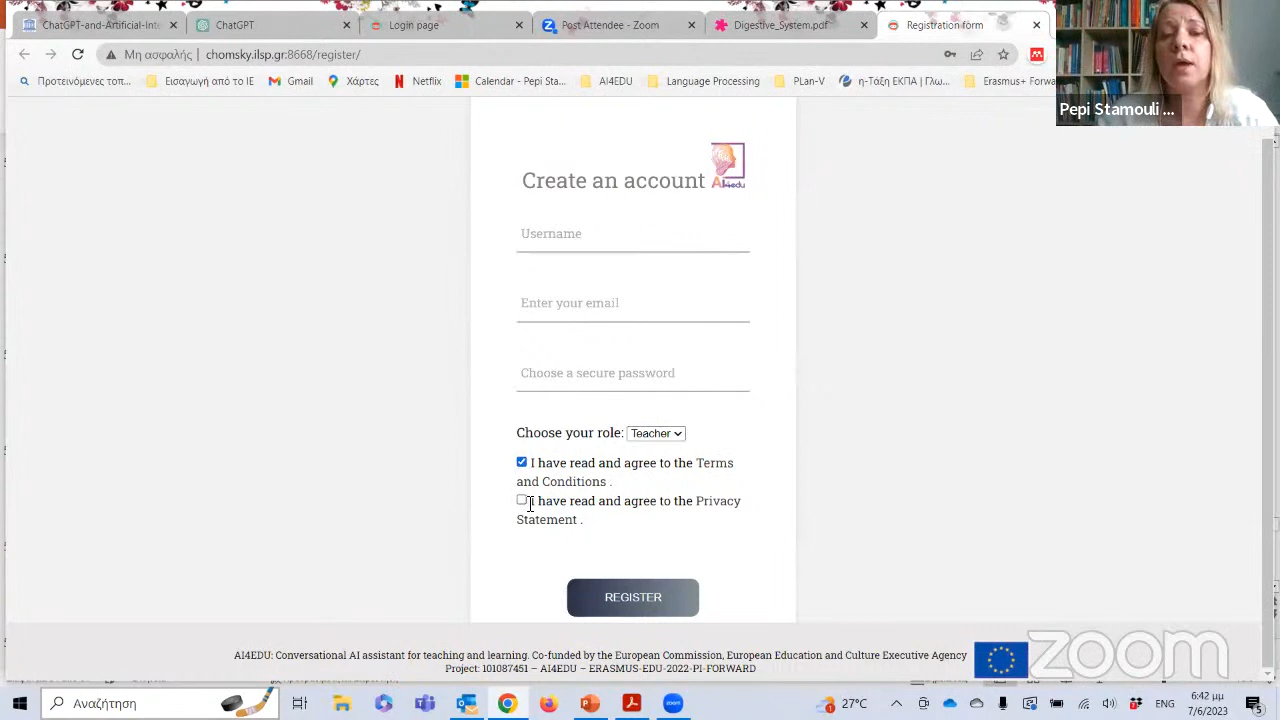 ChatGPT-and-Artificial-Intel
ChatGPT
Login page
Post Attendee - Zoom
Digestive_System.pdf
Registration form
Μη ασφαλής
chomsky.ilsp.gr:8668/register
Προτεινόμενες τοπ...
Εισαγωγή από το IE
Gmail
Χάρτες
Netflix
Calendar - Pepi Sta...
AI4EDU
Language Processing
PLan-V
η-Τάξη ΕΚΠΑ | Γλω...
Erasmus+ Forwa
Pepi Stamouli ...
Create an account
AI4edu
Username
Enter your email
Choose a secure password
Choose your role: Teacher
I have read and agree to the Terms
and Conditions .
I have read and agree to the Privacy
Statement .
REGISTER
AI4EDU: Conversational AI assistant for teaching and learning. Co-funded by the European Commission, European Education and Culture Executive Agency
Project: 101087451 – AI4EDU – ERASMUS-EDU-2022-PI-FORWARD
zoom
Αναζήτηση
27°C
ENG
6:42 μμ
7/6/2023
5